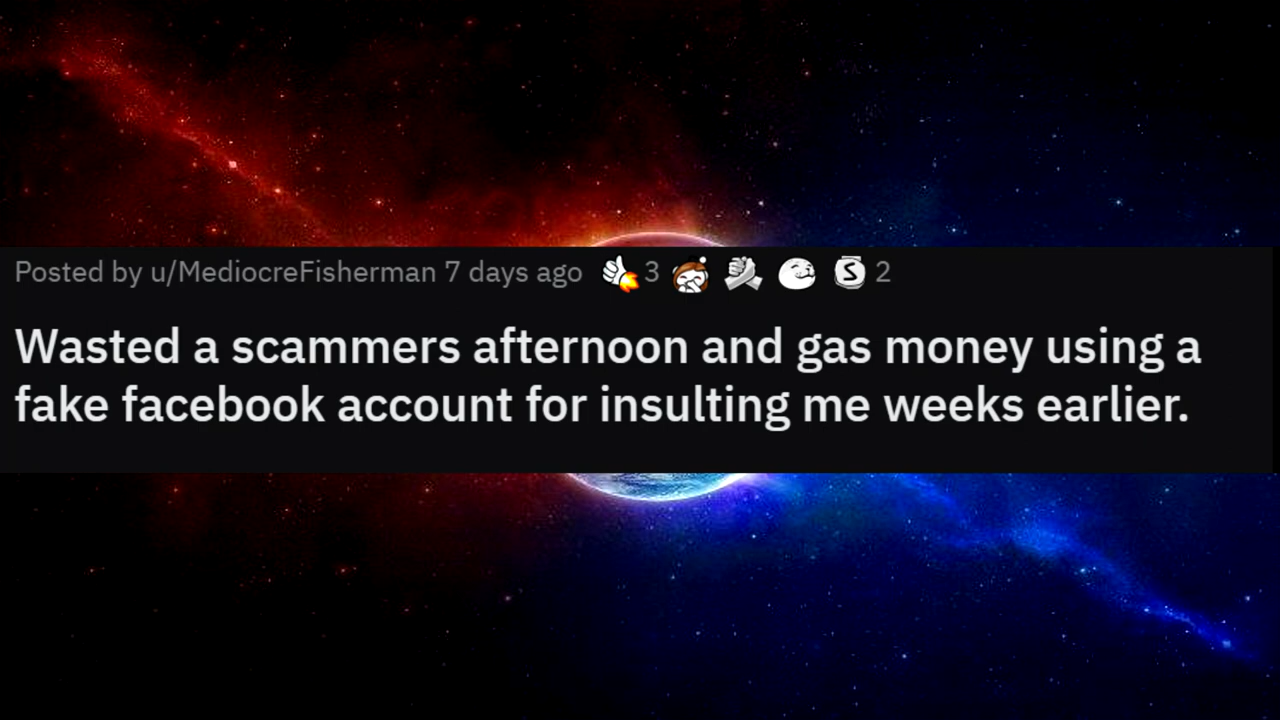 Posted by u/MediocreFisherman 7 days ago 3 2
Wasted a scammers afternoon and gas money using a
fake facebook account for insulting me weeks earlier.